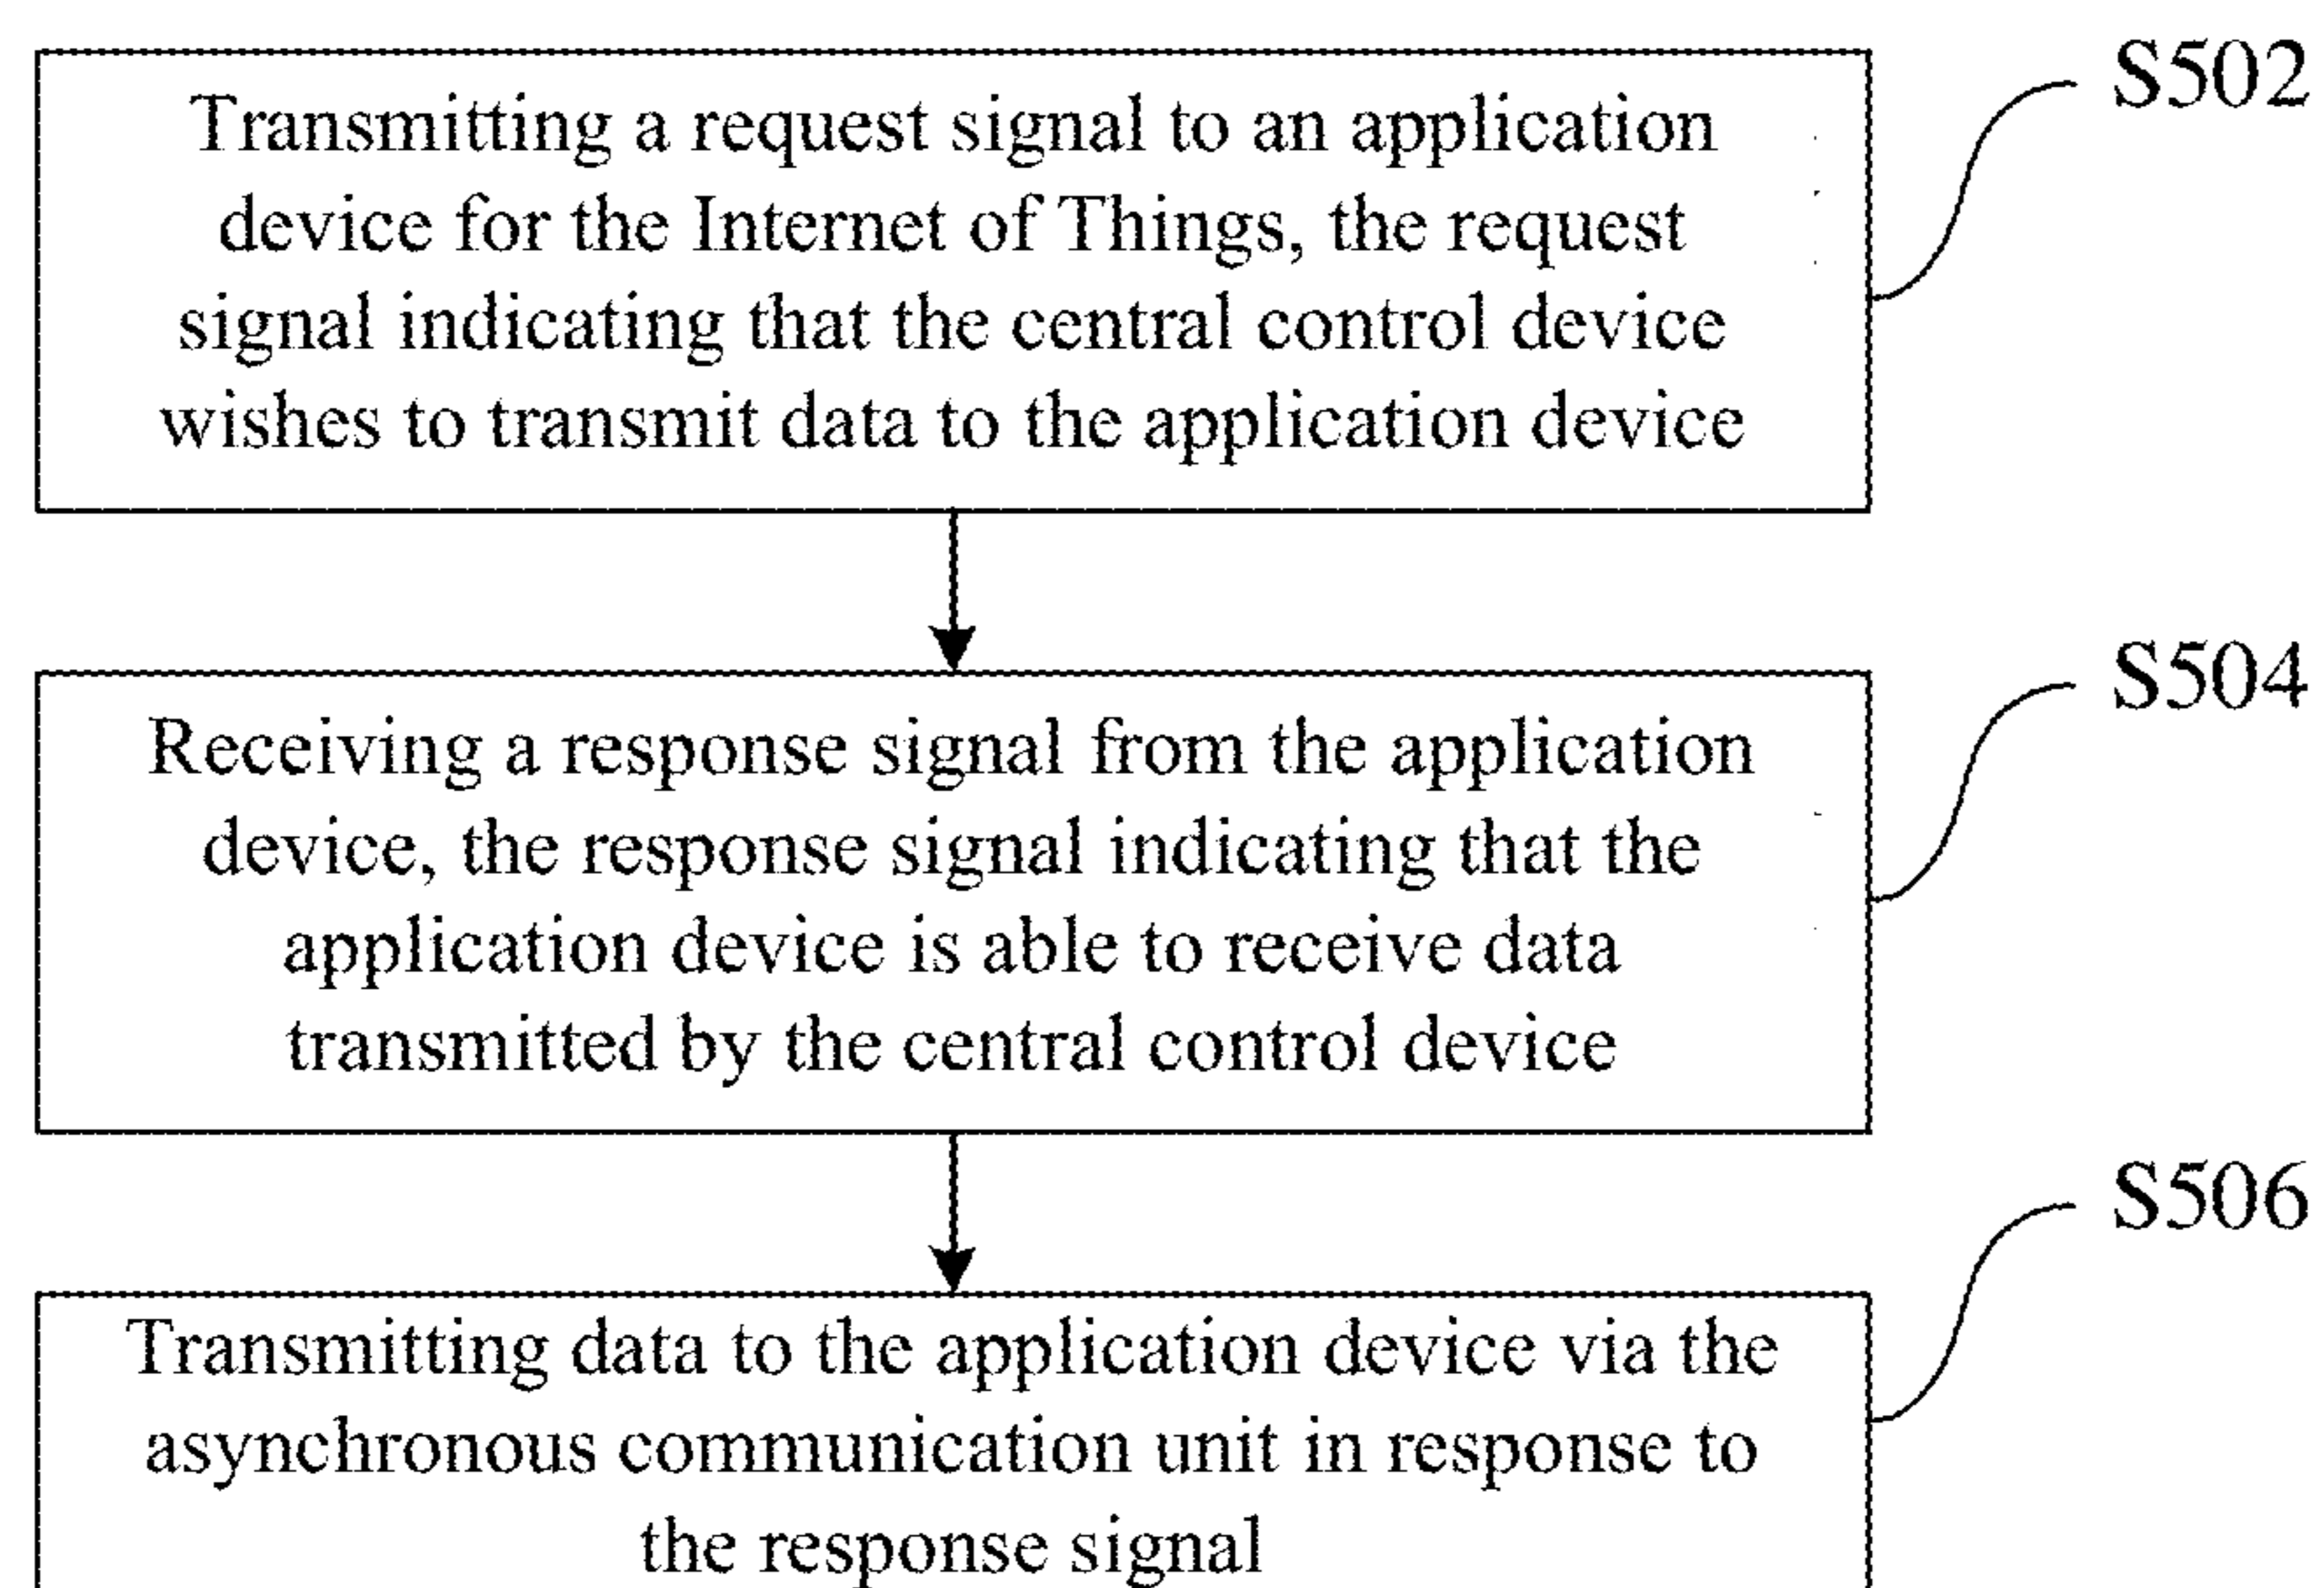 Transmitting a request signal to an application
device for the Internet of Things, the request
signal indicating that the central control device
wishes to transmit data to the application device
S502
Receiving a response signal from the application
device, the response signal indicating that the
application device is able to receive data
transmitted by the central control device
S504
Transmitting data to the application device via the
asynchronous communication unit in response to
the response signal
S506